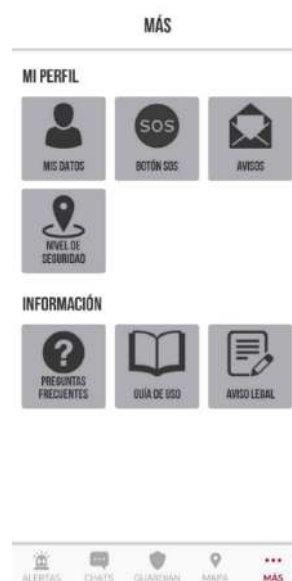 MÁS
MI PERFIL
MIS DATOS
SOS
BOTÓN SOS
AVISOS
NIVEL DE
SEGURIDAD
INFORMACIÓN
?
PREGUNTAS
FRECUENTES
GUÍA DE USO
AVISO LEGAL
ALERTAS
CHATS
GUARDIÁN
MAPA
MÁS